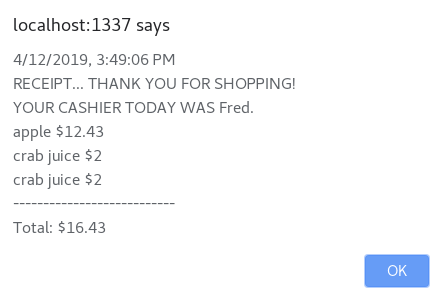 localhost:1337 says
4/12/2019, 3:49:06 PM
RECEIPT... THANK YOU FOR SHOPPING!
YOUR CASHIER TODAY WAS Fred.
apple $12.43
crab juice $2
crab juice $2
---------------------------
Total: $16.43
OK